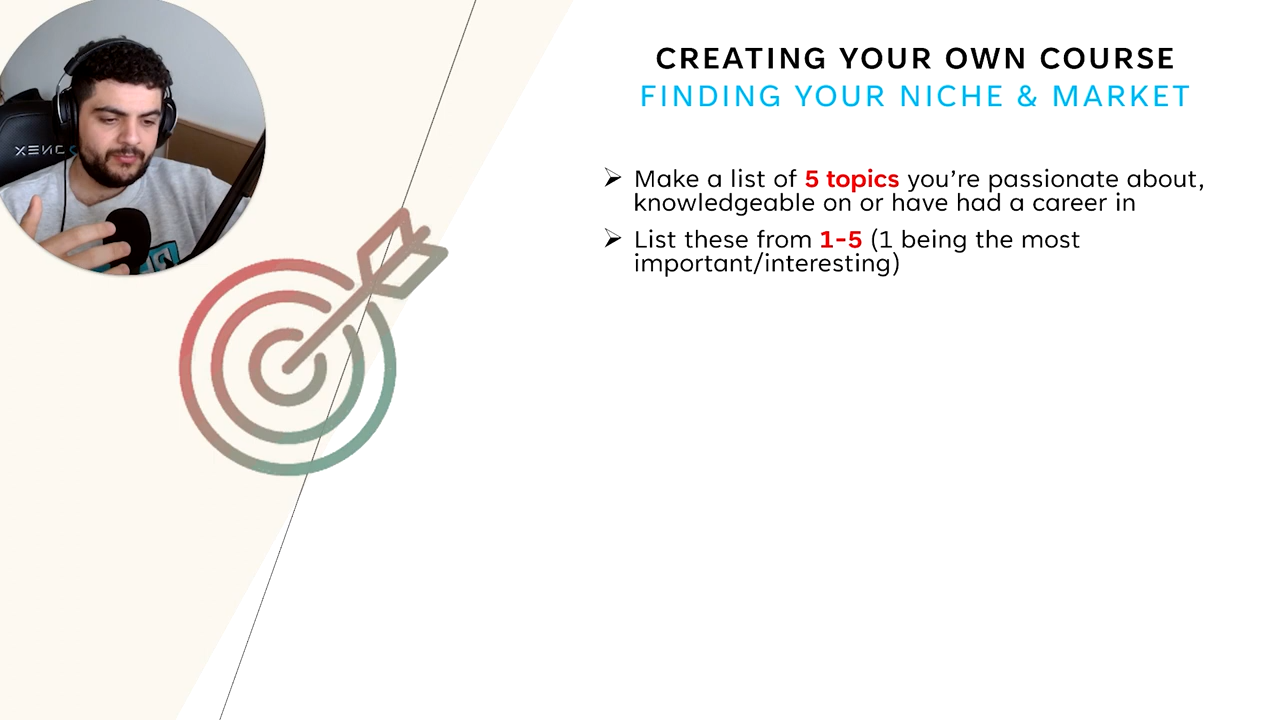 CREATING YOUR OWN COURSE
FINDING YOUR NICHE & MARKET
➢ Make a list of 5 topics you're passionate about,
knowledgeable on or have had a career in
➢ List these from 1-5 (1 being the most
important/interesting)